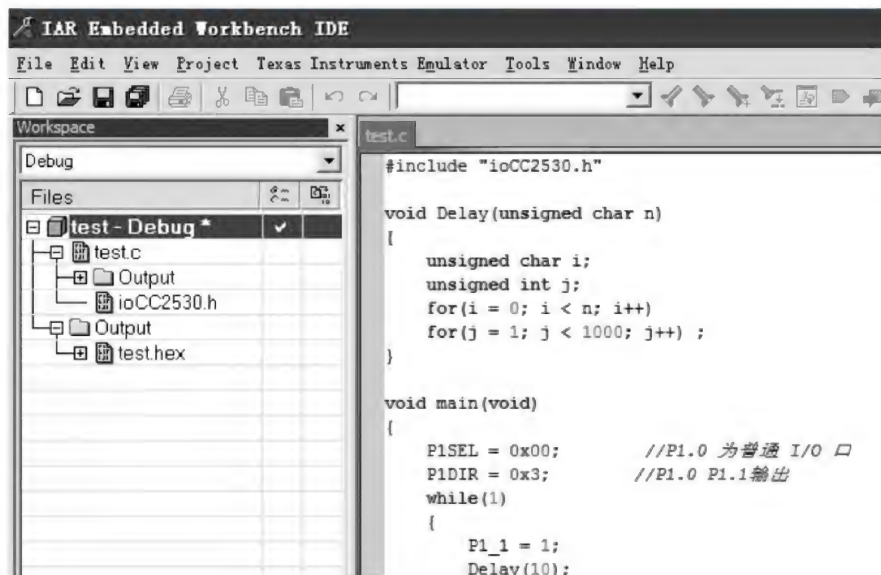 IAR Embedded Workbench IDE
File Edit View Project Texas Instruments Emulator Tools Window Help
Workspace
Debug
Files
test - Debug *
test.c
Output
ioCC2530.h
Output
test.hex
test.c
#include "ioCC2530.h"
void Delay(unsigned char n)
{
unsigned char i;
unsigned int j;
for(i = 0; i < n; i++)
for(j = 1; j < 1000; j++) ;
}
void main(void)
{
P1SEL = 0x00; //P1.0 为普通 I/O 口
P1DIR = 0x3; //P1.0 P1.1输出
while(1)
{
P1_1 = 1;
Delay(10);